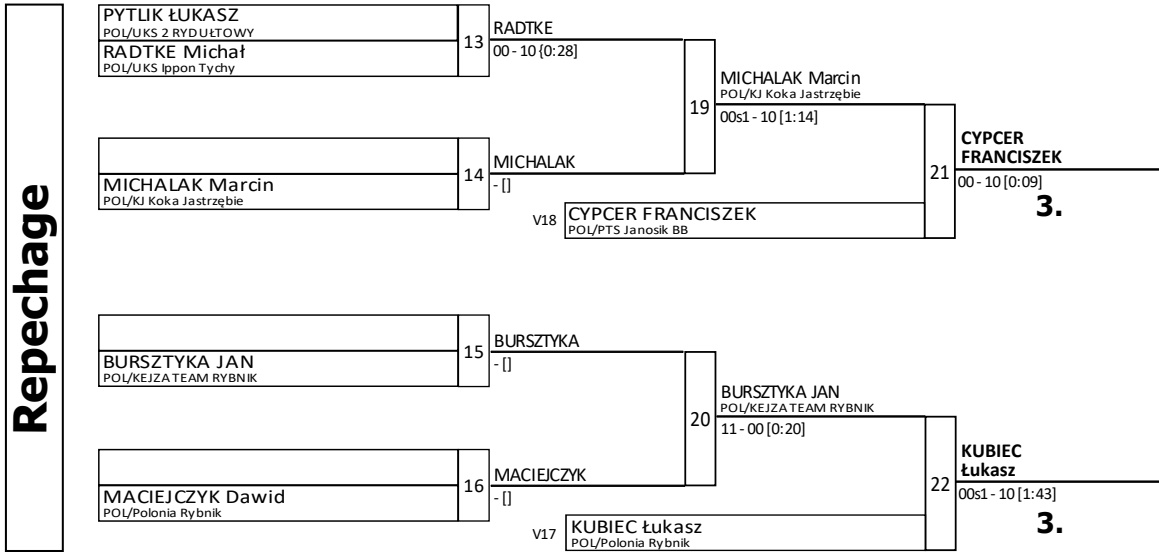 Repechage
PYTLIK ŁUKASZ
POL/UKS 2 RYDUŁTOWY
RADTKE Michał
POL/UKS Ippon Tychy
13
RADTKE
00 - 10 {0:28]
MICHALAK Marcin
POL/KJ Koka Jastrzębie
14
MICHALAK
- []
19
MICHALAK Marcin
POL/KJ Koka Jastrzębie
00s1 - 10 [1:14]
V18
CYPCER FRANCISZEK
POL/PTS Janosik BB
21
CYPCER
FRANCISZEK
00 - 10 [0:09]
3.
BURSZTYKA JAN
POL/KEJZA TEAM RYBNIK
15
BURSZTYKA
- []
MACIEJCZYK Dawid
POL/Polonia Rybnik
16
MACIEJCZYK
- []
20
BURSZTYKA JAN
POL/KEJZA TEAM RYBNIK
11 - 00 [0:20]
V17
KUBIEC Łukasz
POL/Polonia Rybnik
22
KUBIEC
Łukasz
00s1 - 10 [1:43]
3.